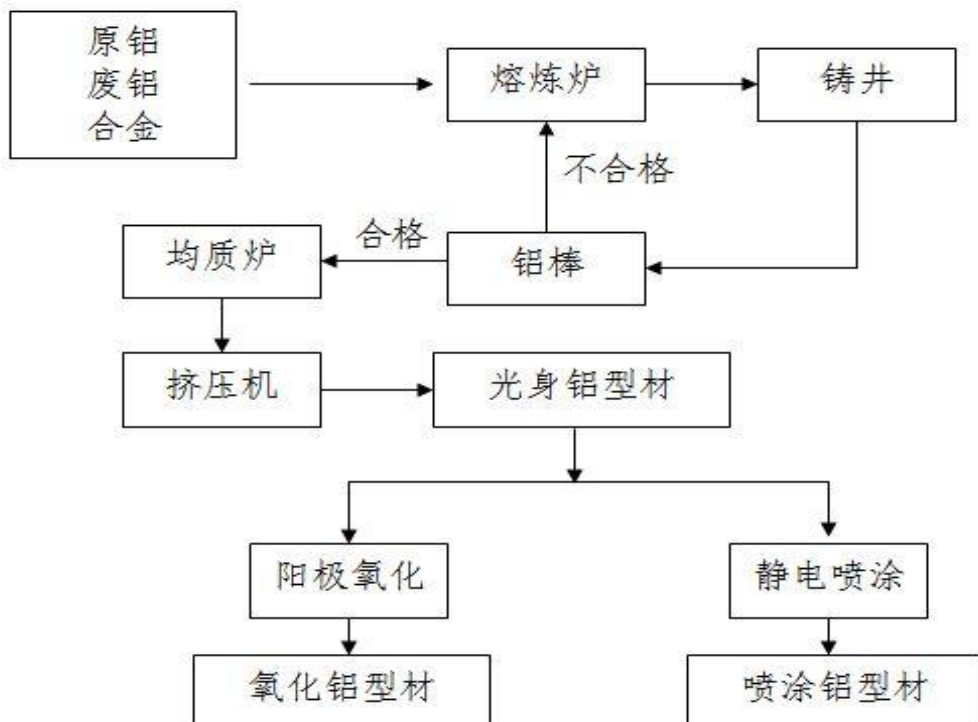 原铝
废铝
合金
熔炼炉
铸井
不合格
合格
均质炉
铝棒
挤压机
光身铝型材
阳极氧化
静电喷涂
氧化铝型材
喷涂铝型材